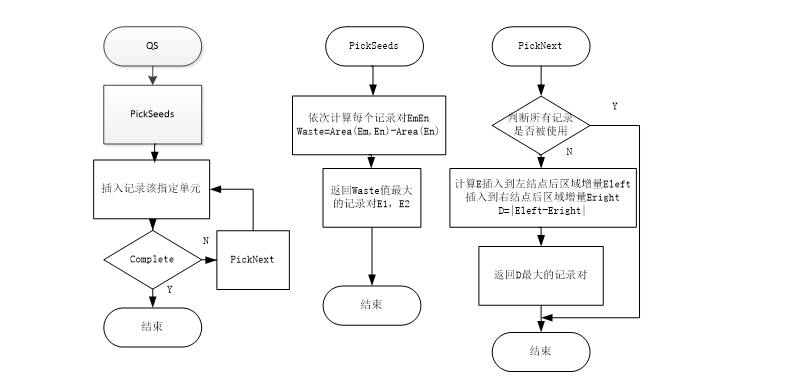 QS
PickSeeds
插入记录该指定单元
Complete
N
PickNext
Y
结束
PickSeeds
依次计算每个记录对EmEn
Waste=Area(Em,En)-Area(En)
返回Waste值最大
的记录对E1，E2
结束
PickNext
判断所有记录
是否被使用
Y
N
计算E插入到左结点后区域增量Eleft
插入到右结点后区域增量Eright
D=|Eleft-Eright|
返回D最大的记录对
结束